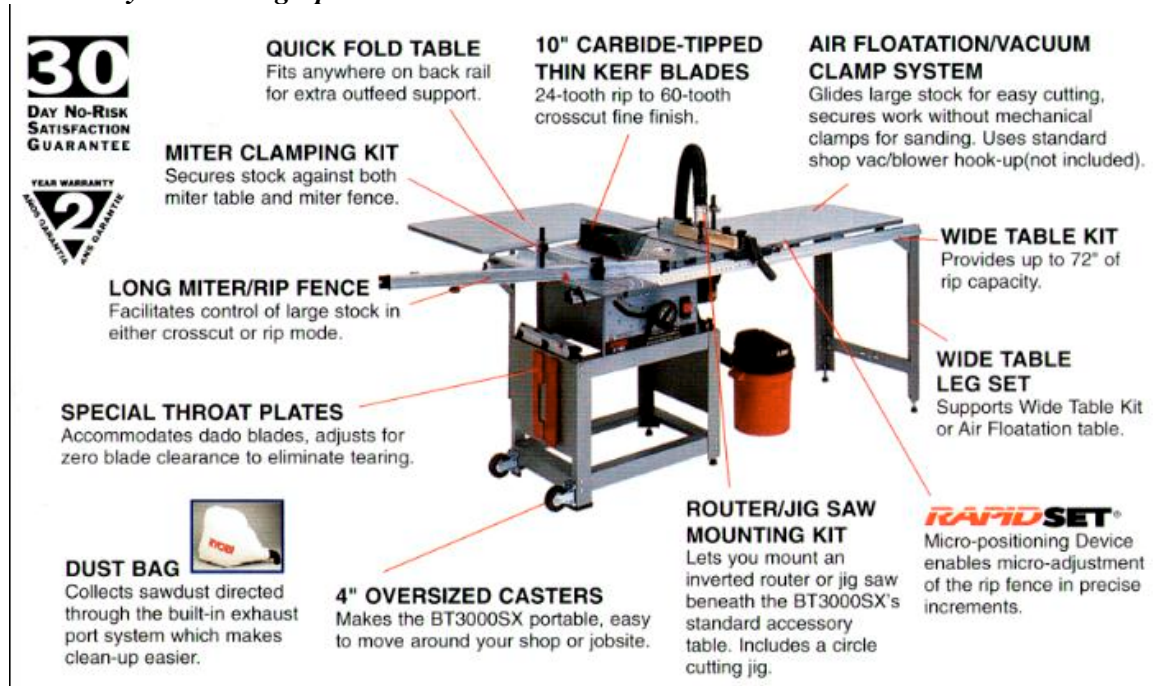 30
DAY NO-RISK
SATISFACTION
GUARANTEE
YEAR WARRANTY
2
AÑOS GARANTIA
ANS GARANTIE
QUICK FOLD TABLE
Fits anywhere on back rail
for extra outfeed support.
10" CARBIDE-TIPPED
THIN KERF BLADES
24-tooth rip to 60-tooth
crosscut fine finish.
AIR FLOATATION/VACUUM
CLAMP SYSTEM
Glides large stock for easy cutting,
secures work without mechanical
clamps for sanding. Uses standard
shop vac/blower hook-up(not included).
MITER CLAMPING KIT
Secures stock against both
miter table and miter fence.
WIDE TABLE KIT
Provides up to 72" of
rip capacity.
LONG MITER/RIP FENCE
Facilitates control of large stock in
either crosscut or rip mode.
WIDE TABLE
LEG SET
Supports Wide Table Kit
or Air Floatation table.
SPECIAL THROAT PLATES
Accommodates dado blades, adjusts for
zero blade clearance to eliminate tearing.
RYOBI
DUST BAG
Collects sawdust directed
through the built-in exhaust
port system which makes
clean-up easier.
4" OVERSIZED CASTERS
Makes the BT3000SX portable, easy
to move around your shop or jobsite.
ROUTER/JIG SAW
MOUNTING KIT
Lets you mount an
inverted router or jig saw
beneath the BT3000SX's
standard accessory
table. Includes a circle
cutting jig.
RAPIDSET®
Micro-positioning Device
enables micro-adjustment
of the rip fence in precise
increments.